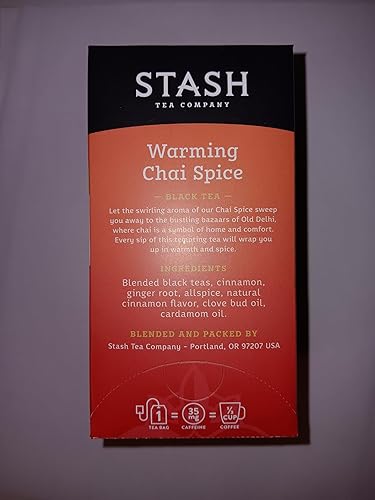 STASH
TEA COMPANY
Warming
Chai Spice
— BLACK TEA —
Let the swirling aroma of our Chai Spice sweep
you away to the bustling bazaars of Old Delhi,
where chai is a symbol of home and comfort.
Every sip of this tempting tea will wrap you
up in warmth and spice.
INGREDIENTS
Blended black teas, cinnamon,
ginger root, allspice, natural
cinnamon flavor, clove bud oil,
cardamom oil.
BLENDED AND PACKED BY
Stash Tea Company - Portland, OR 97207 USA
1 = 35 mg = ½ CUP
TEA BAG CAFFEINE COFFEE